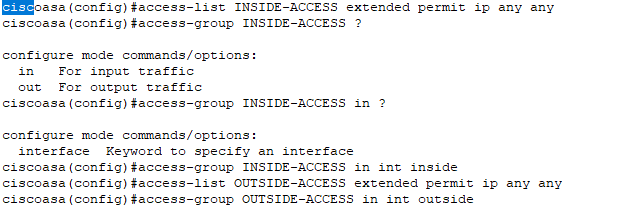 ciscoasa(config)#access-list INSIDE-ACCESS extended permit ip any any
ciscoasa(config)#access-group INSIDE-ACCESS ?
configure mode commands/options:
in For input traffic
out For output traffic
ciscoasa(config)#access-group INSIDE-ACCESS in ?
configure mode commands/options:
interface Keyword to specify an interface
ciscoasa(config)#access-group INSIDE-ACCESS in int inside
ciscoasa(config)#access-list OUTSIDE-ACCESS extended permit ip any any
ciscoasa(config)#access-group OUTSIDE-ACCESS in int outside